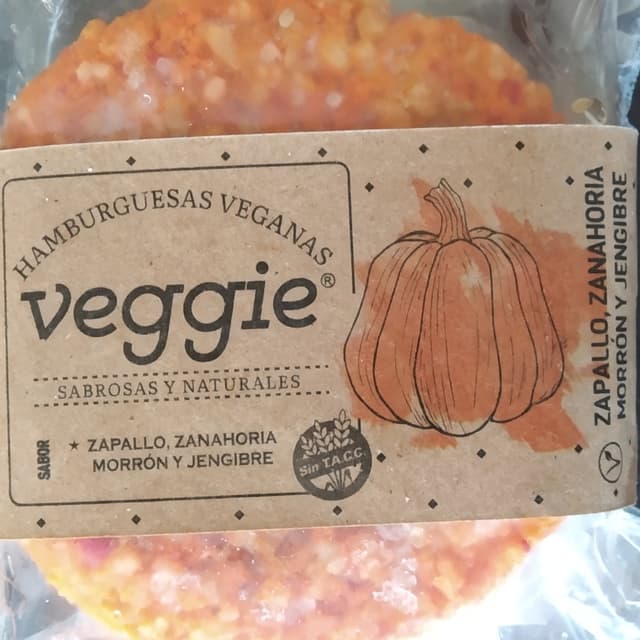 HAMBURGUESAS VEGANAS
veggie®
SABROSAS Y NATURALES
SABOR
★ ZAPALLO, ZANAHORIA
MORRÓN Y JENGIBRE
Sin T.A.C.C.
ZAPALLO, ZANAHORIA
MORRÓN Y JENGIBRE
V